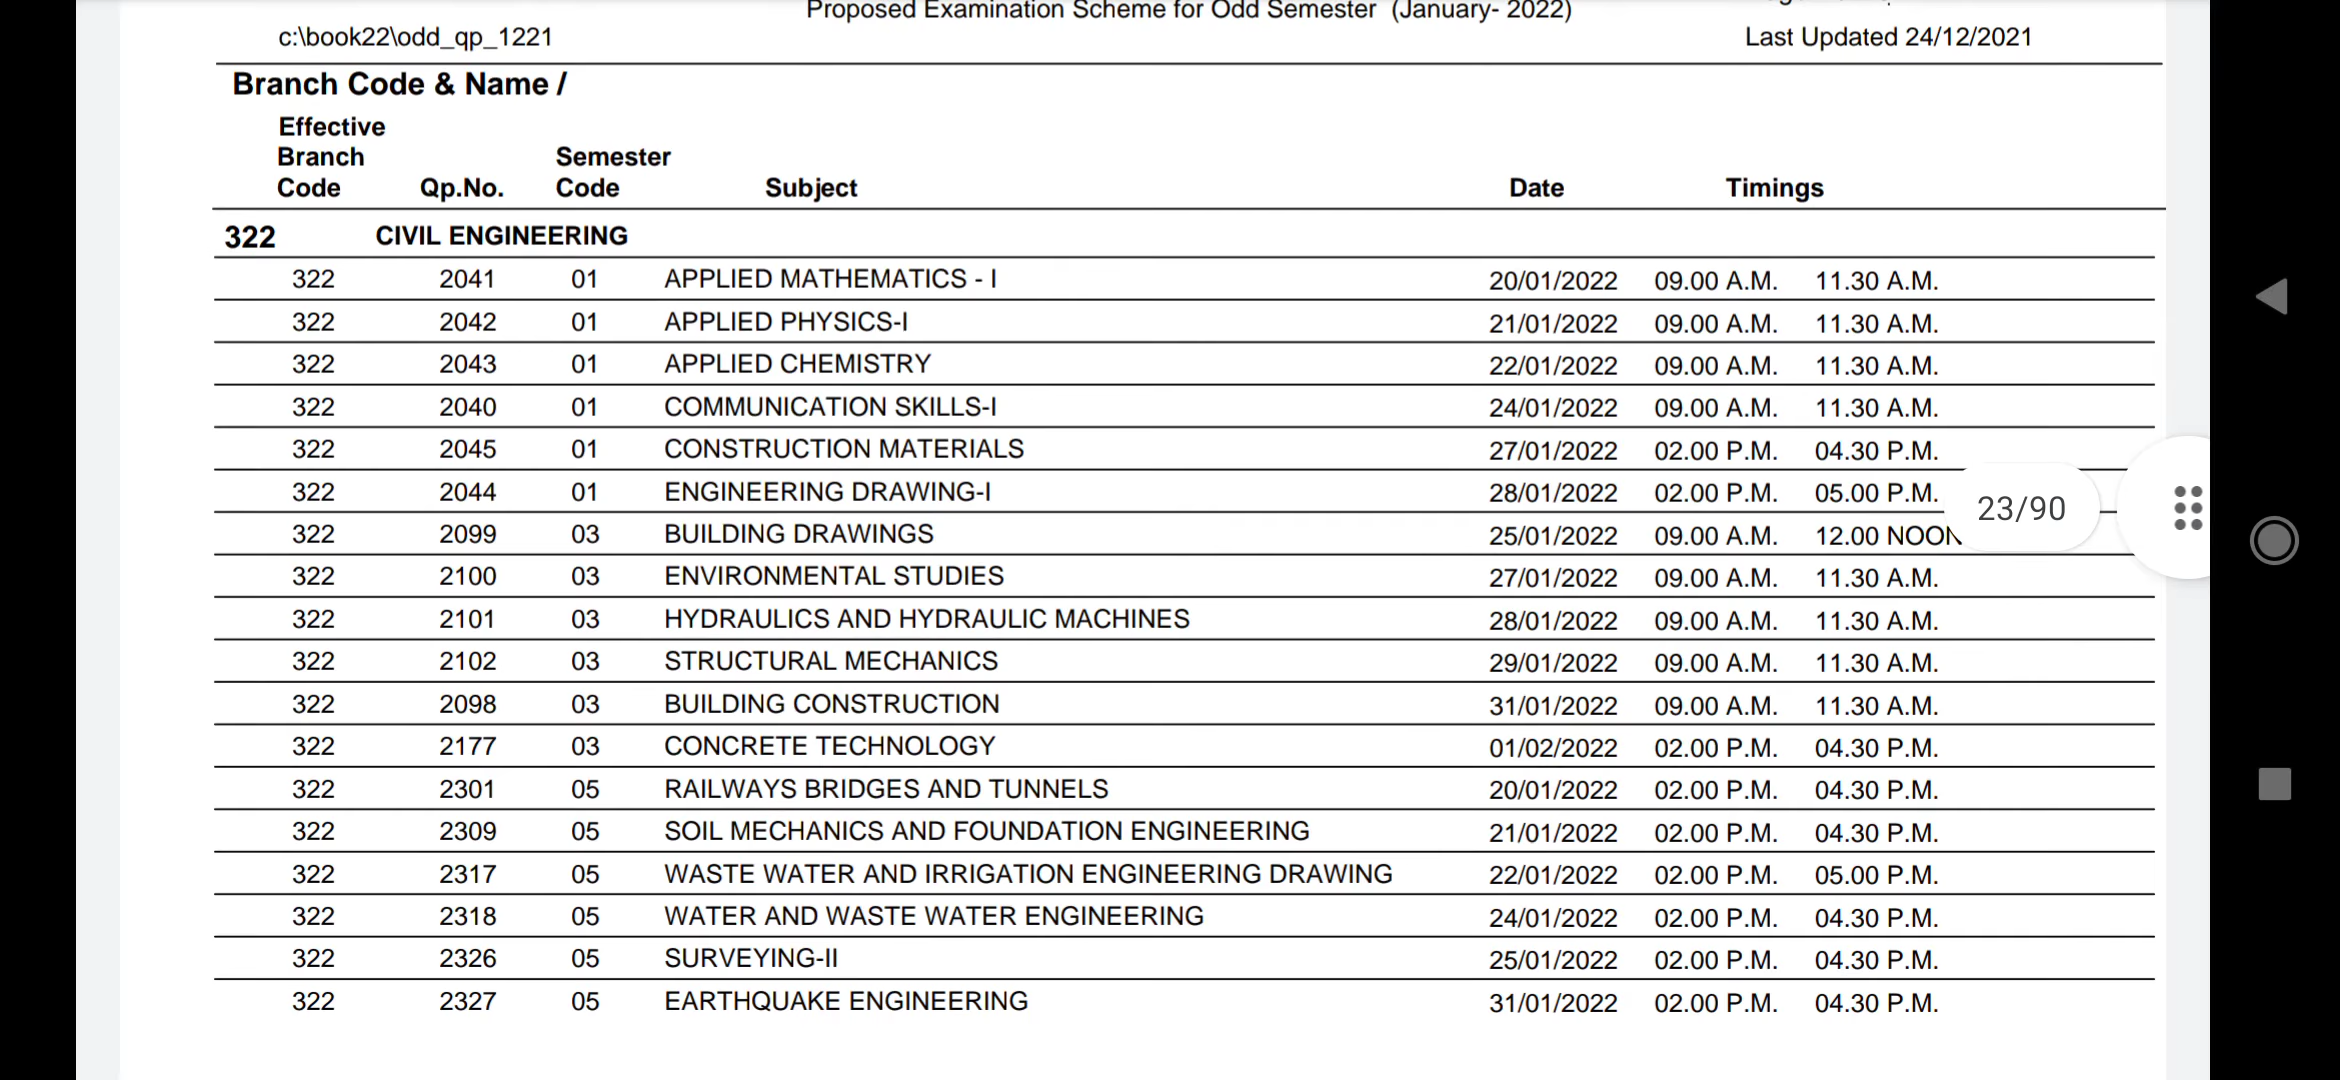 Proposed Examination Scheme for Odd Semester (January- 2022)
c:\book22\odd_qp_1221 Last Updated 24/12/2021
Branch Code & Name /
Effective
Branch Semester
Code Qp.No. Code Subject Date Timings
322 CIVIL ENGINEERING
322 2041 01 APPLIED MATHEMATICS - I 20/01/2022 09.00 A.M. 11.30 A.M.
322 2042 01 APPLIED PHYSICS-I 21/01/2022 09.00 A.M. 11.30 A.M.
322 2043 01 APPLIED CHEMISTRY 22/01/2022 09.00 A.M. 11.30 A.M.
322 2040 01 COMMUNICATION SKILLS-I 24/01/2022 09.00 A.M. 11.30 A.M.
322 2045 01 CONSTRUCTION MATERIALS 27/01/2022 02.00 P.M. 04.30 P.M.
322 2044 01 ENGINEERING DRAWING-I 28/01/2022 02.00 P.M. 05.00 P.M.
23/90
322 2099 03 BUILDING DRAWINGS 25/01/2022 09.00 A.M. 12.00 NOON
322 2100 03 ENVIRONMENTAL STUDIES 27/01/2022 09.00 A.M. 11.30 A.M.
322 2101 03 HYDRAULICS AND HYDRAULIC MACHINES 28/01/2022 09.00 A.M. 11.30 A.M.
322 2102 03 STRUCTURAL MECHANICS 29/01/2022 09.00 A.M. 11.30 A.M.
322 2098 03 BUILDING CONSTRUCTION 31/01/2022 09.00 A.M. 11.30 A.M.
322 2177 03 CONCRETE TECHNOLOGY 01/02/2022 02.00 P.M. 04.30 P.M.
322 2301 05 RAILWAYS BRIDGES AND TUNNELS 20/01/2022 02.00 P.M. 04.30 P.M.
322 2309 05 SOIL MECHANICS AND FOUNDATION ENGINEERING 21/01/2022 02.00 P.M. 04.30 P.M.
322 2317 05 WASTE WATER AND IRRIGATION ENGINEERING DRAWING 22/01/2022 02.00 P.M. 05.00 P.M.
322 2318 05 WATER AND WASTE WATER ENGINEERING 24/01/2022 02.00 P.M. 04.30 P.M.
322 2326 05 SURVEYING-II 25/01/2022 02.00 P.M. 04.30 P.M.
322 2327 05 EARTHQUAKE ENGINEERING 31/01/2022 02.00 P.M. 04.30 P.M.